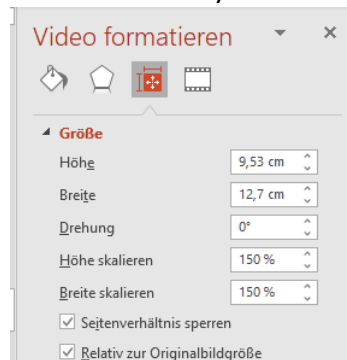 Video formatieren
Größe
Höhe 9,53 cm
Breite 12,7 cm
Drehung 0°
Höhe skalieren 150 %
Breite skalieren 150 %
Seitenverhältnis sperren
Relativ zur Originalbildgröße